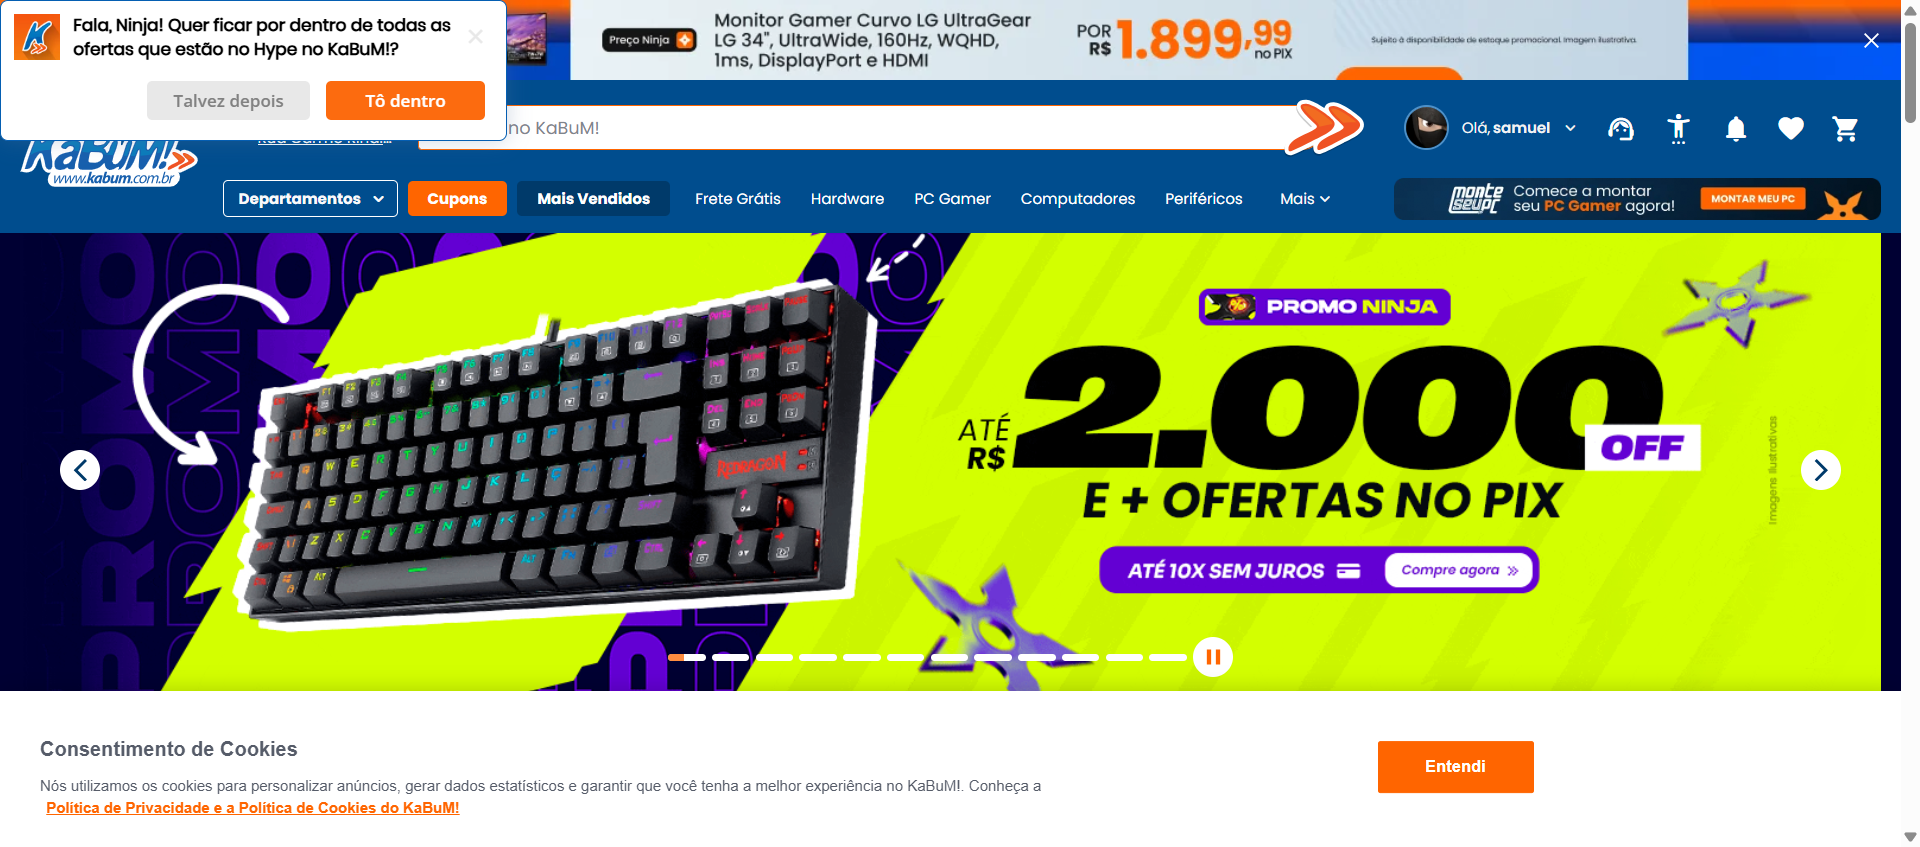 Fala, Ninja! Quer ficar por dentro de todas as
ofertas que estão no Hype no KaBuM!?
Talvez depois
Tô dentro
Preço Ninja
Monitor Gamer Curvo LG UltraGear
LG 34", UltraWide, 160Hz, WQHD,
1ms, DisplayPort e HDMI
POR
R$ 1.899,99
no PIX
Sujeito à disponibilidade de estoque promocional. Imagem ilustrativa.
KaBuM!
www.kabum.com.br
no KaBuM!
Olá, samuel
Departamentos
Cupons
Mais Vendidos
Frete Grátis
Hardware
PC Gamer
Computadores
Periféricos
Mais
monte
seu pc
Comece a montar
seu PC Gamer agora!
MONTAR MEU PC
PROMO
PROMO
PROMO NINJA
ATÉ
R$ 2.000
OFF
E + OFERTAS NO PIX
ATÉ 10X SEM JUROS
Compre agora
Imagens ilustrativas
REDRAGON
Consentimento de Cookies
Nós utilizamos os cookies para personalizar anúncios, gerar dados estatísticos e garantir que você tenha a melhor experiência no KaBuM!. Conheça a
Política de Privacidade e a Política de Cookies do KaBuM!
Entendi